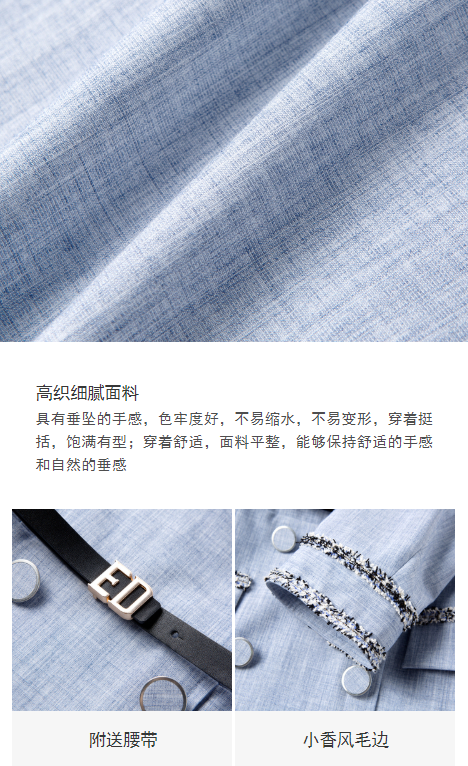 高织细腻面料
具有垂坠的手感，色牢度好，不易缩水，不易变形，穿着挺
括，饱满有型；穿着舒适，面料平整，能够保持舒适的手感
和自然的垂感
ED
附送腰带
小香风毛边